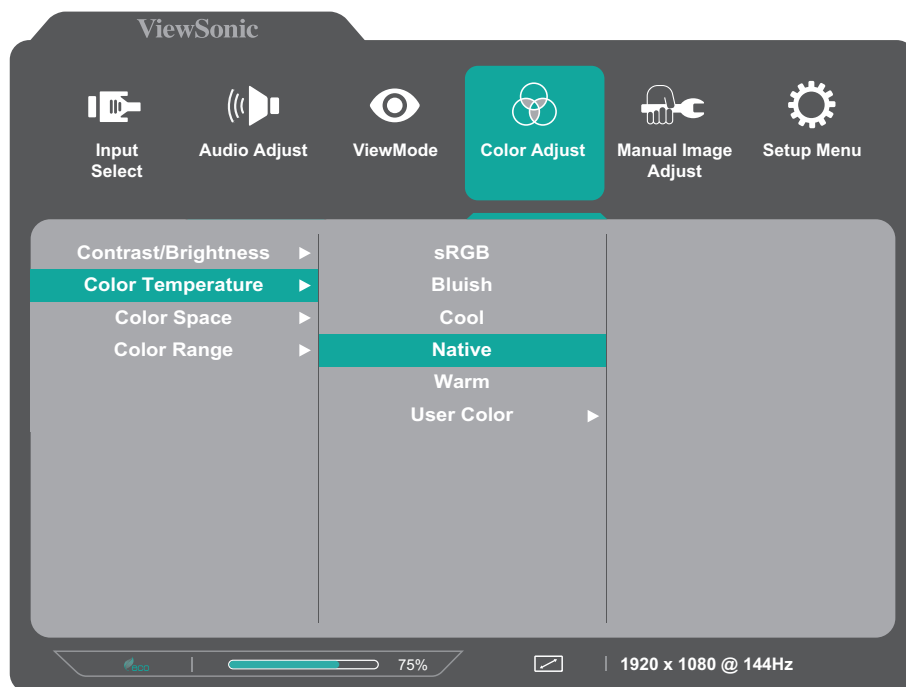 ViewSonic
Input Select
Audio Adjust
ViewMode
Color Adjust
Manual Image Adjust
Setup Menu
Contrast/Brightness
Color Temperature
Color Space
Color Range
sRGB
Bluish
Cool
Native
Warm
User Color
eco
75%
1920 x 1080 @ 144Hz